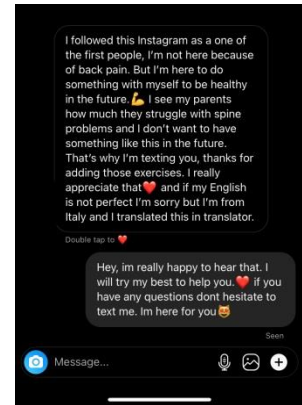 I followed this Instagram as a one of
the first people, I'm not here because
of back pain. But I'm here to do
something with myself to be healthy
in the future.💪 I see my parents
how much they struggle with spine
problems and I don't want to have
something like this in the future.
That's why I'm texting you, thanks for
adding those exercises. I really
appreciate that❤️ and if my English
is not perfect I'm sorry but I'm from
Italy and I translated this in translator.
Double tap to ❤️
Hey, im really happy to hear that. I
will try my best to help you.❤️ if you
have any questions dont hesitate to
text me. Im here for you😸
Seen
Message...